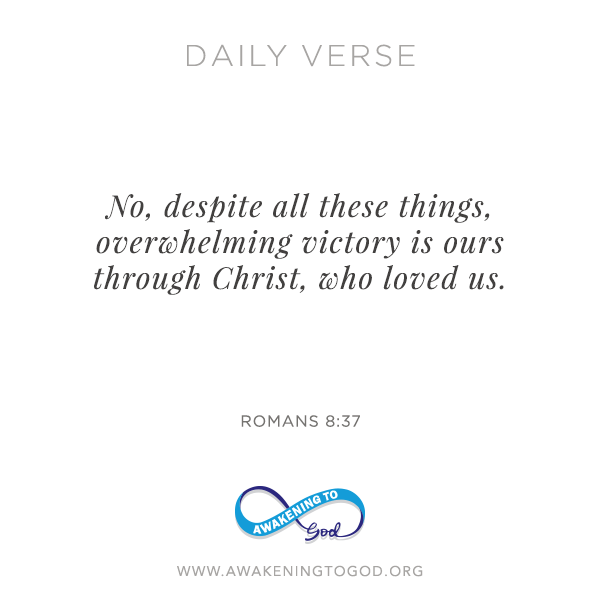 DAILY VERSE
No, despite all these things,
overwhelming victory is ours
through Christ, who loved us.
ROMANS 8:37
AWAKENING TO
God
WWW.AWAKENINGTOGOD.ORG